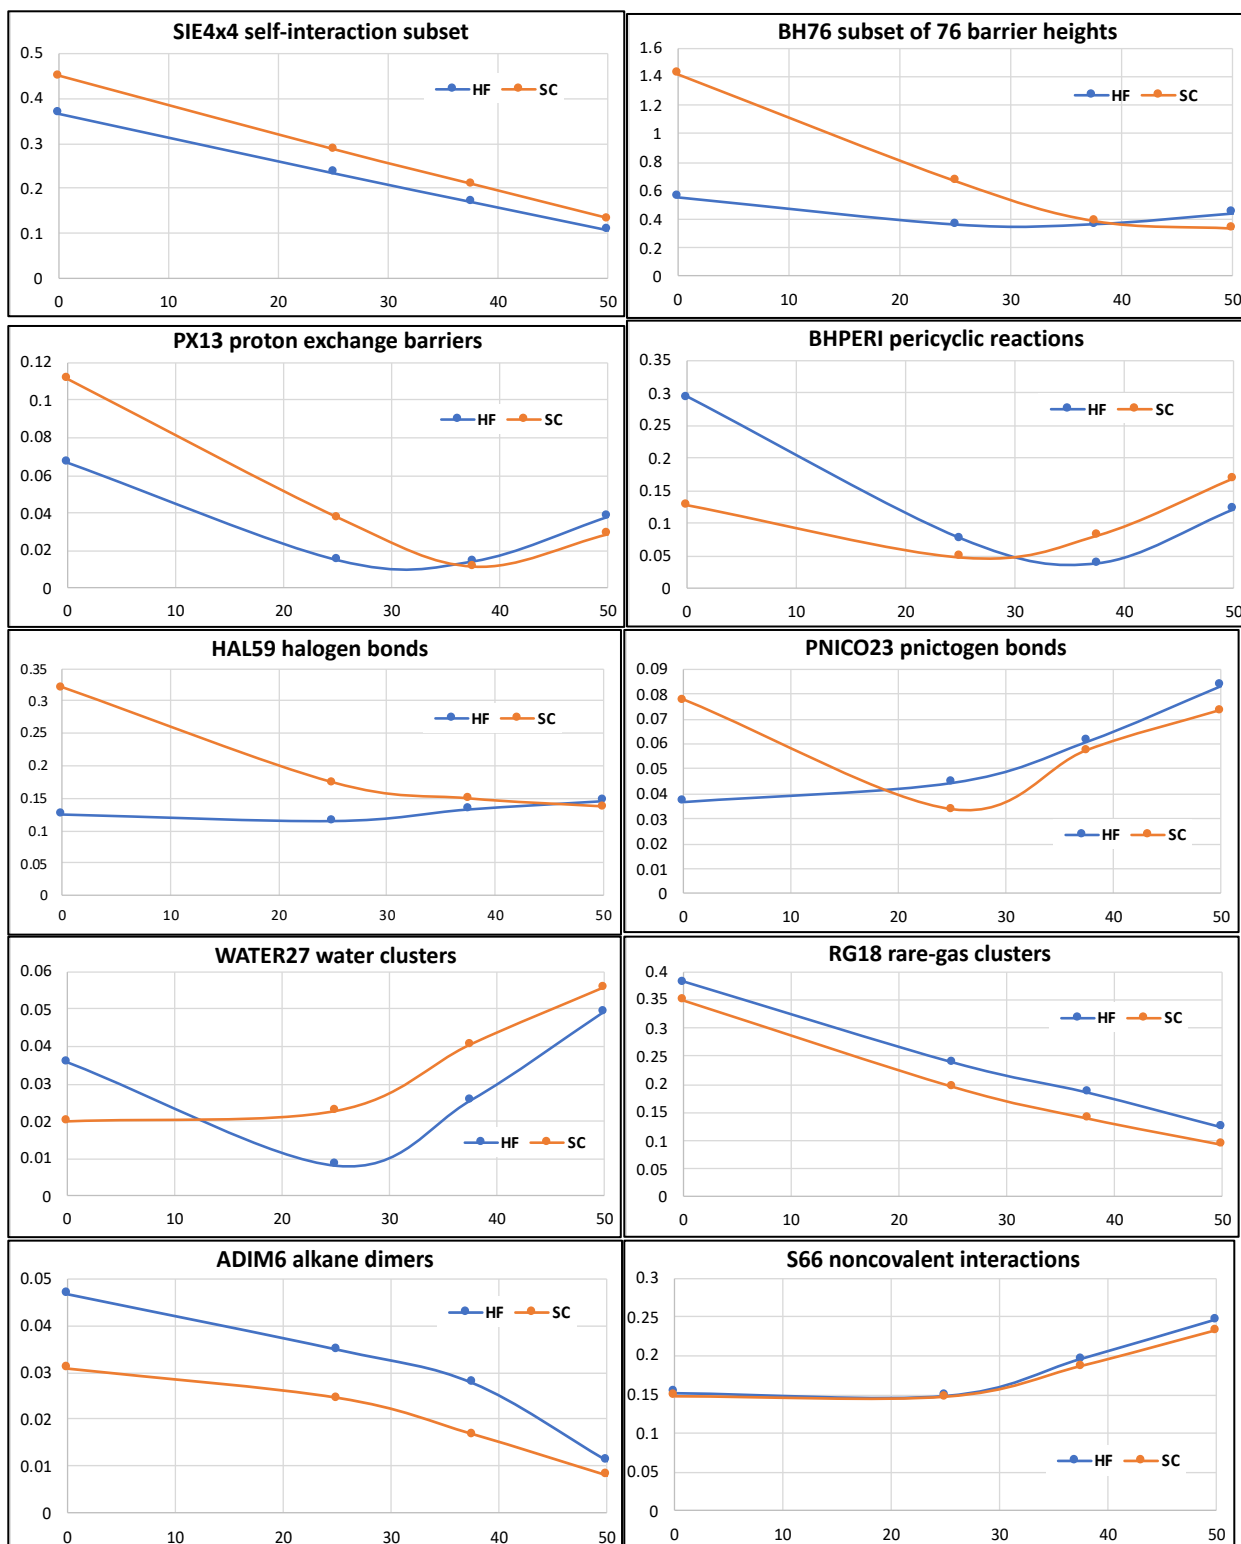 SIE4x4 self-interaction subset
0.5
0.4
0.3
0.2
0.1
0
HF SC
0 10 20 30 40 50
BH76 subset of 76 barrier heights
1.6
1.4
1.2
1
0.8
0.6
0.4
0.2
0
HF SC
0 10 20 30 40 50
PX13 proton exchange barriers
0.12
0.1
0.08
0.06
0.04
0.02
0
HF SC
0 10 20 30 40 50
BHPERI pericyclic reactions
0.35
0.3
0.25
0.2
0.15
0.1
0.05
0
HF SC
0 10 20 30 40 50
HAL59 halogen bonds
0.35
0.3
0.25
0.2
0.15
0.1
0.05
0
HF SC
0 10 20 30 40 50
PNICO23 pnictogen bonds
0.09
0.08
0.07
0.06
0.05
0.04
0.03
0.02
0.01
0
HF SC
0 10 20 30 40 50
WATER27 water clusters
0.06
0.05
0.04
0.03
0.02
0.01
0
HF SC
0 10 20 30 40 50
RG18 rare-gas clusters
0.4
0.35
0.3
0.25
0.2
0.15
0.1
0.05
0
HF SC
0 10 20 30 40 50
ADIM6 alkane dimers
0.05
0.04
0.03
0.02
0.01
0
HF SC
0 10 20 30 40 50
S66 noncovalent interactions
0.3
0.25
0.2
0.15
0.1
0.05
0
HF SC
0 10 20 30 40 50